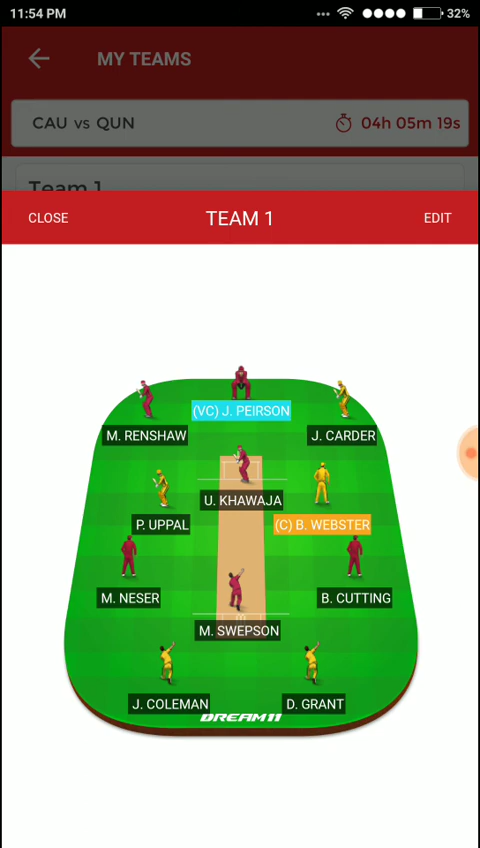 11:54 PM
32%
MY TEAMS
CAU vs QUN
04h 05m 19s
Team 1
CLOSE
TEAM 1
EDIT
(VC) J. PEIRSON
M. RENSHAW
J. CARDER
U. KHAWAJA
P. UPPAL
(C) B. WEBSTER
M. NESER
B. CUTTING
M. SWEPSON
J. COLEMAN
D. GRANT
DREAM11